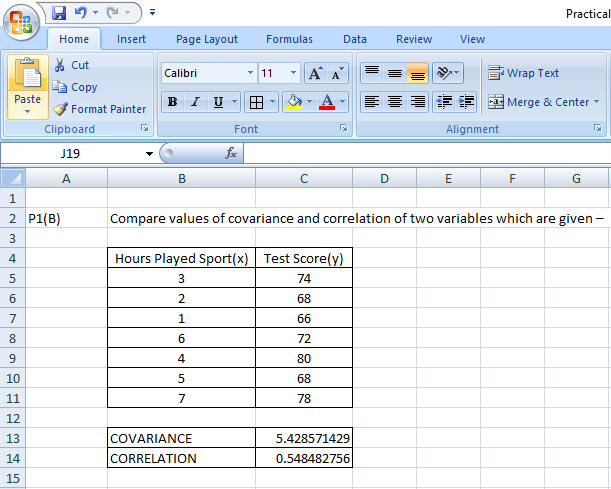 Practical
Home Insert Page Layout Formulas Data Review View
Paste
Cut
Copy
Format Painter
Clipboard
Calibri 11
B I U
A A
A
Font
Wrap Text
Merge & Center
Alignment
J19 fx
A B C D E F G
1
2 P1(B) Compare values of covariance and correlation of two variables which are given –
3
4 Hours Played Sport(x) Test Score(y)
5 3 74
6 2 68
7 1 66
8 6 72
9 4 80
10 5 68
11 7 78
12
13 COVARIANCE 5.428571429
14 CORRELATION 0.548482756
15